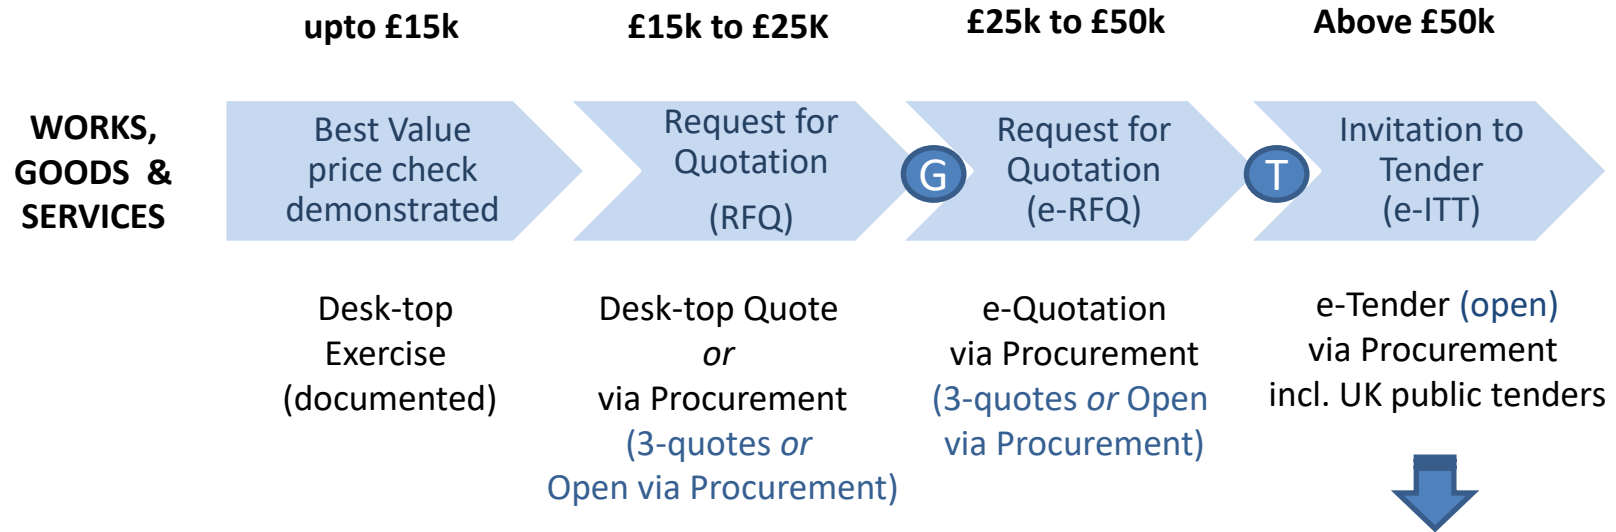 upto £15k
£15k to £25K
£25k to £50k
Above £50k
WORKS,
GOODS &
SERVICES
Best Value
price check
demonstrated
Request for
Quotation
(RFQ)
G
Request for
Quotation
(e-RFQ)
T
Invitation to
Tender
(e-ITT)
Desk-top
Exercise
(documented)
Desk-top Quote
or
via Procurement
(3-quotes or
Open via Procurement)
e-Quotation
via Procurement
(3-quotes or Open
via Procurement)
e-Tender (open)
via Procurement
incl. UK public tenders